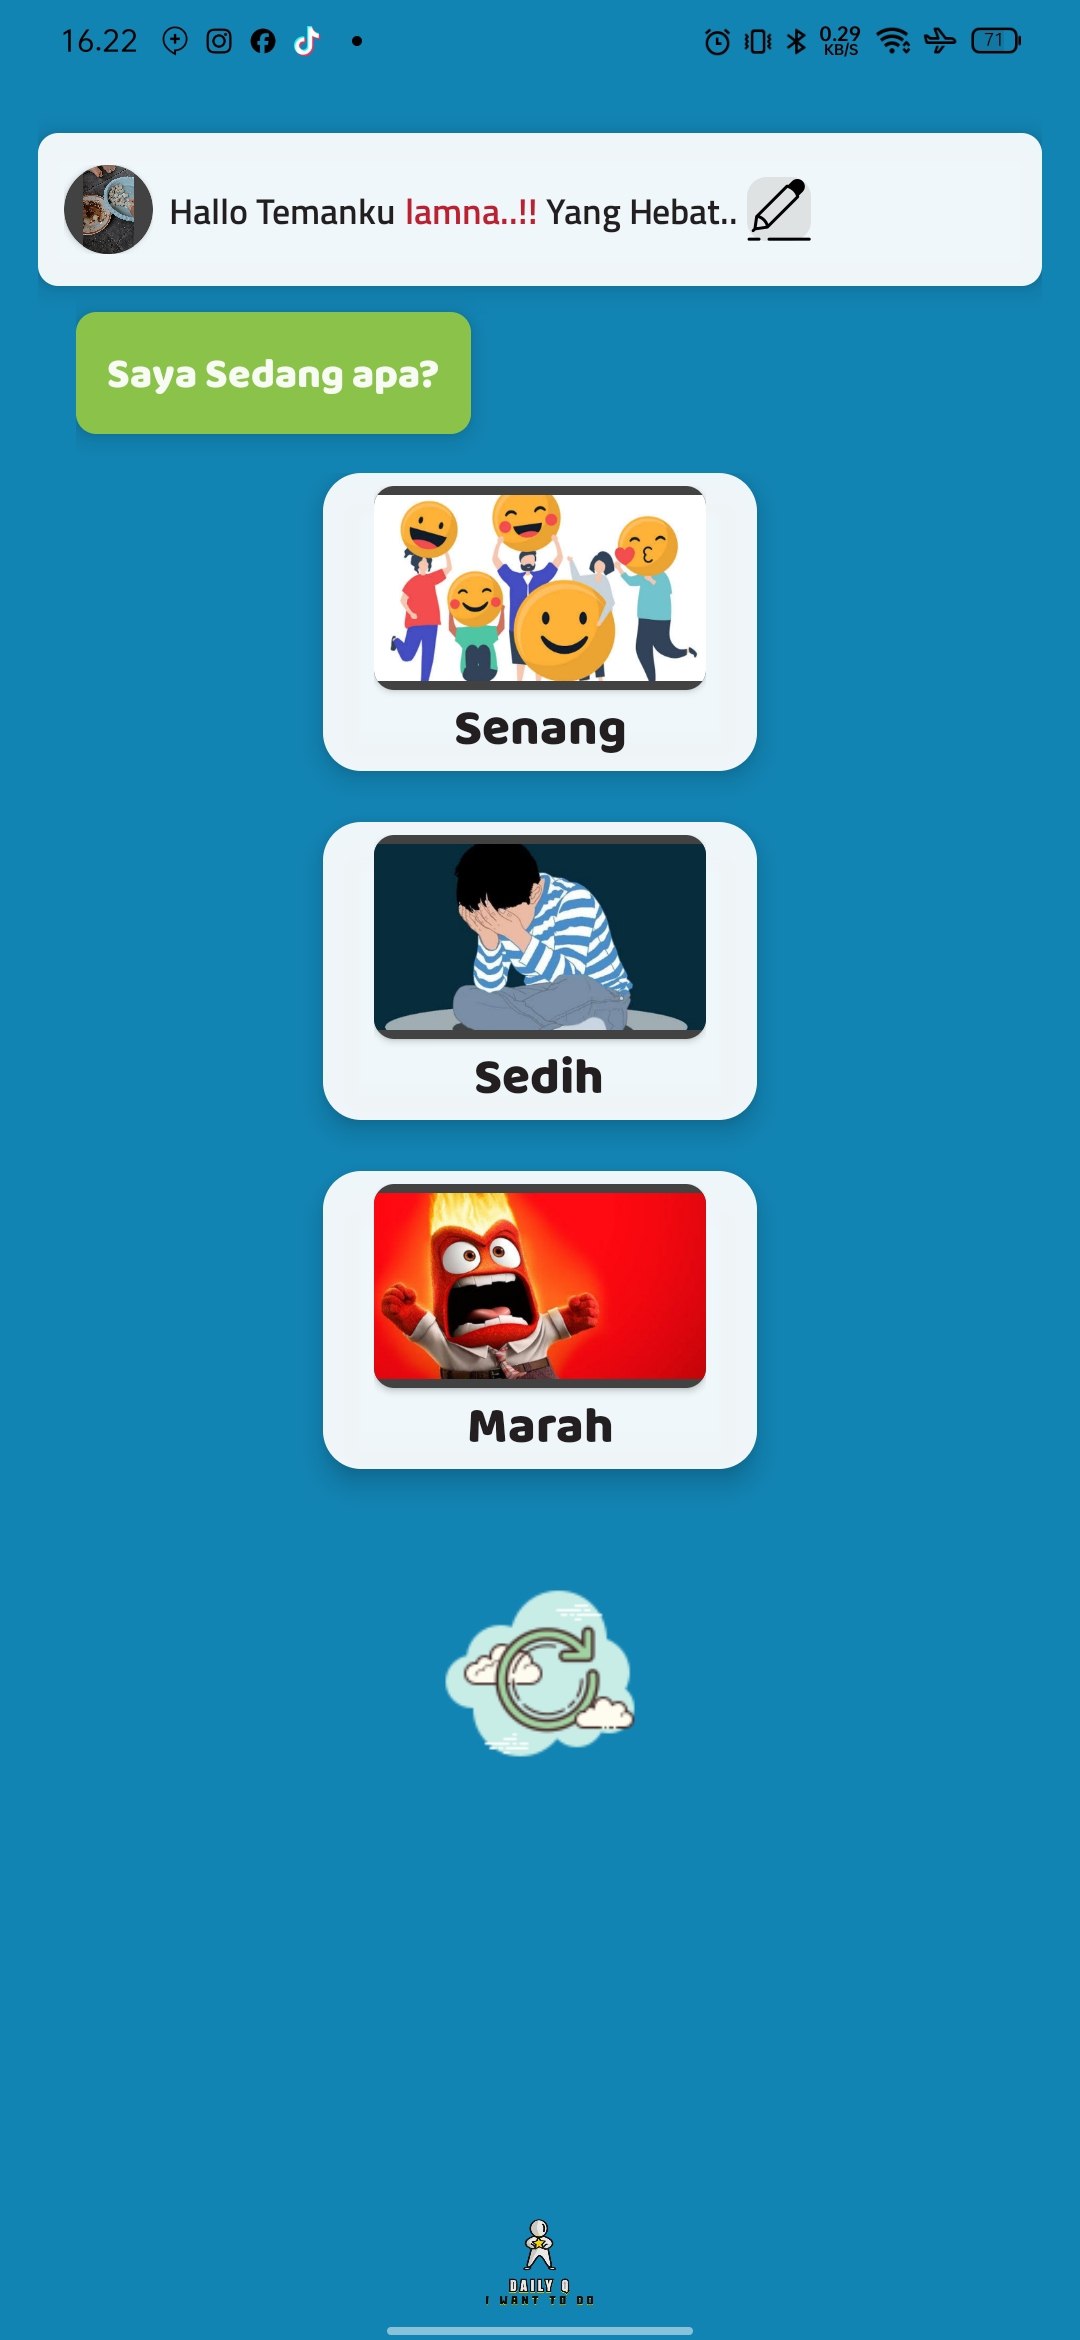 16.22
0.29
KB/S
71
Hallo Temanku lamna..!! Yang Hebat..
Saya Sedang apa?
Senang
Sedih
Marah
DAILY Q
I WANT TO DO